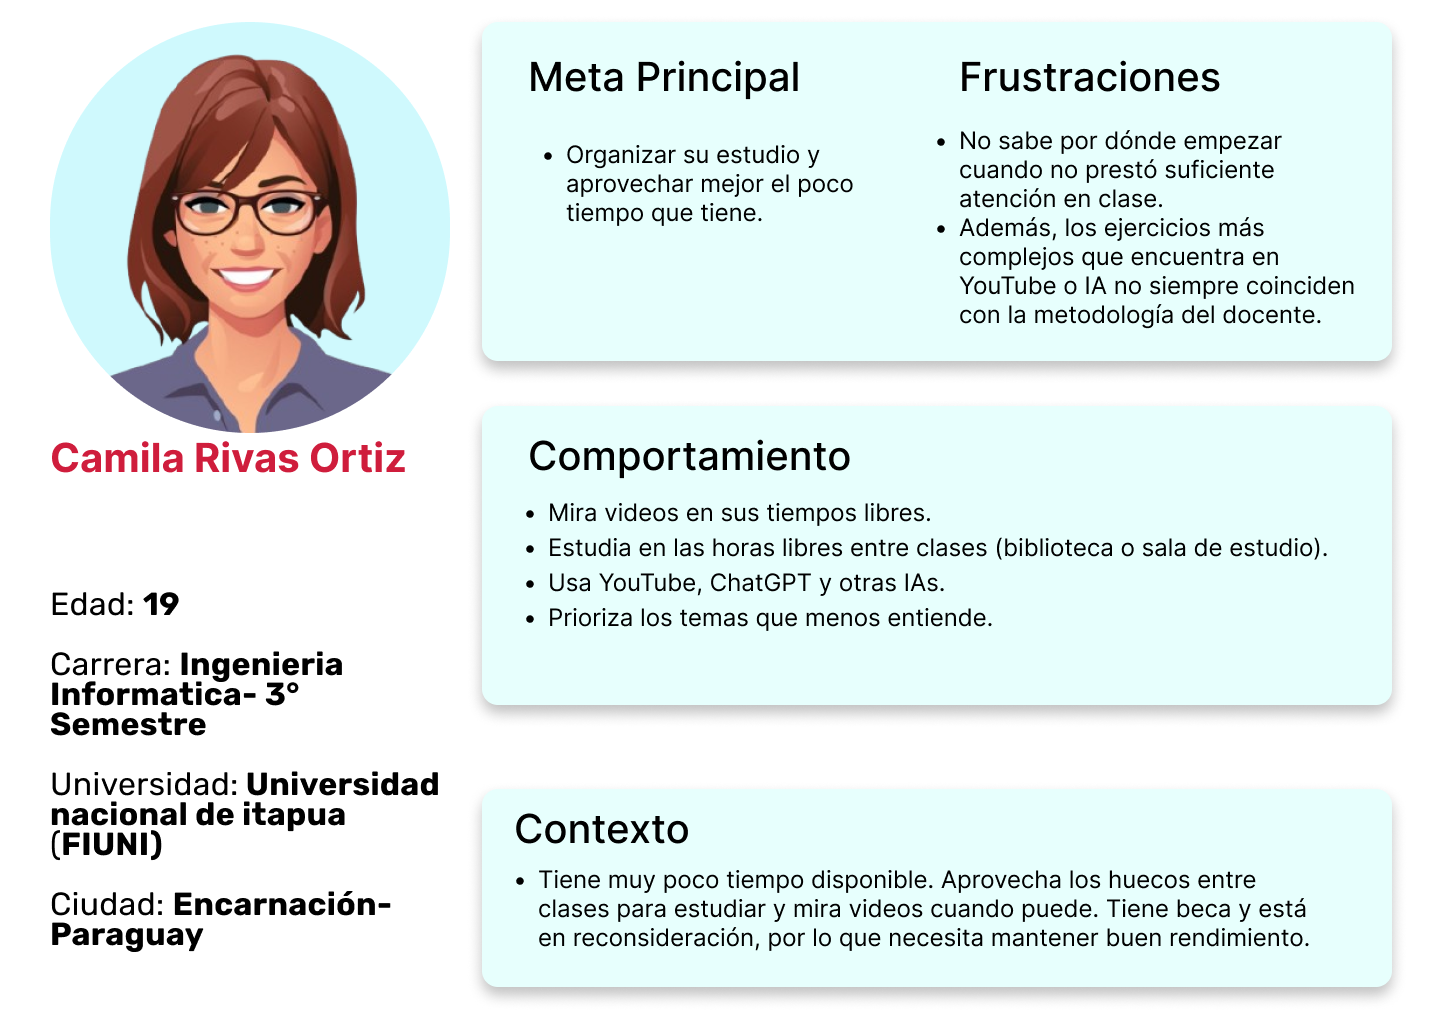 Camila Rivas Ortiz
Edad: 19
Carrera: Ingenieria
Informatica- 3°
Semestre
Universidad: Universidad
nacional de itapua
(FIUNI)
Ciudad: Encarnación-
Paraguay
Meta Principal
• Organizar su estudio y
aprovechar mejor el poco
tiempo que tiene.
Frustraciones
• No sabe por dónde empezar
cuando no prestó suficiente
atención en clase.
• Además, los ejercicios más
complejos que encuentra en
YouTube o IA no siempre coinciden
con la metodología del docente.
Comportamiento
• Mira videos en sus tiempos libres.
• Estudia en las horas libres entre clases (biblioteca o sala de estudio).
• Usa YouTube, ChatGPT y otras IAs.
• Prioriza los temas que menos entiende.
Contexto
• Tiene muy poco tiempo disponible. Aprovecha los huecos entre
clases para estudiar y mira videos cuando puede. Tiene beca y está
en reconsideración, por lo que necesita mantener buen rendimiento.